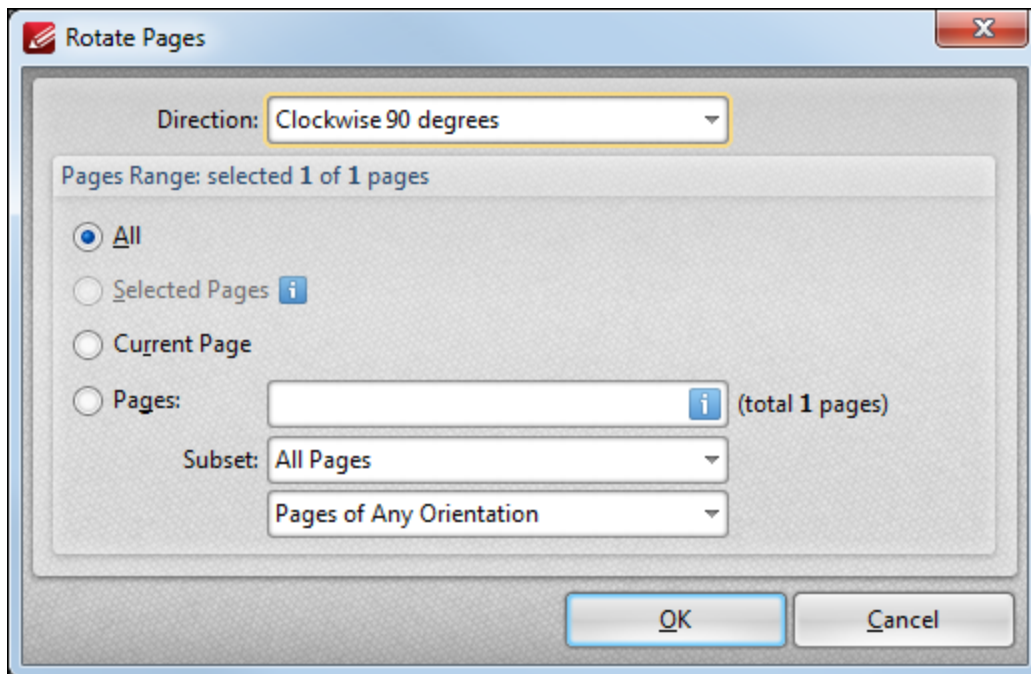 Rotate Pages
Direction: Clockwise 90 degrees
Pages Range: selected 1 of 1 pages
All
Selected Pages i
Current Page
Pages: i (total 1 pages)
Subset: All Pages
Pages of Any Orientation
OK Cancel